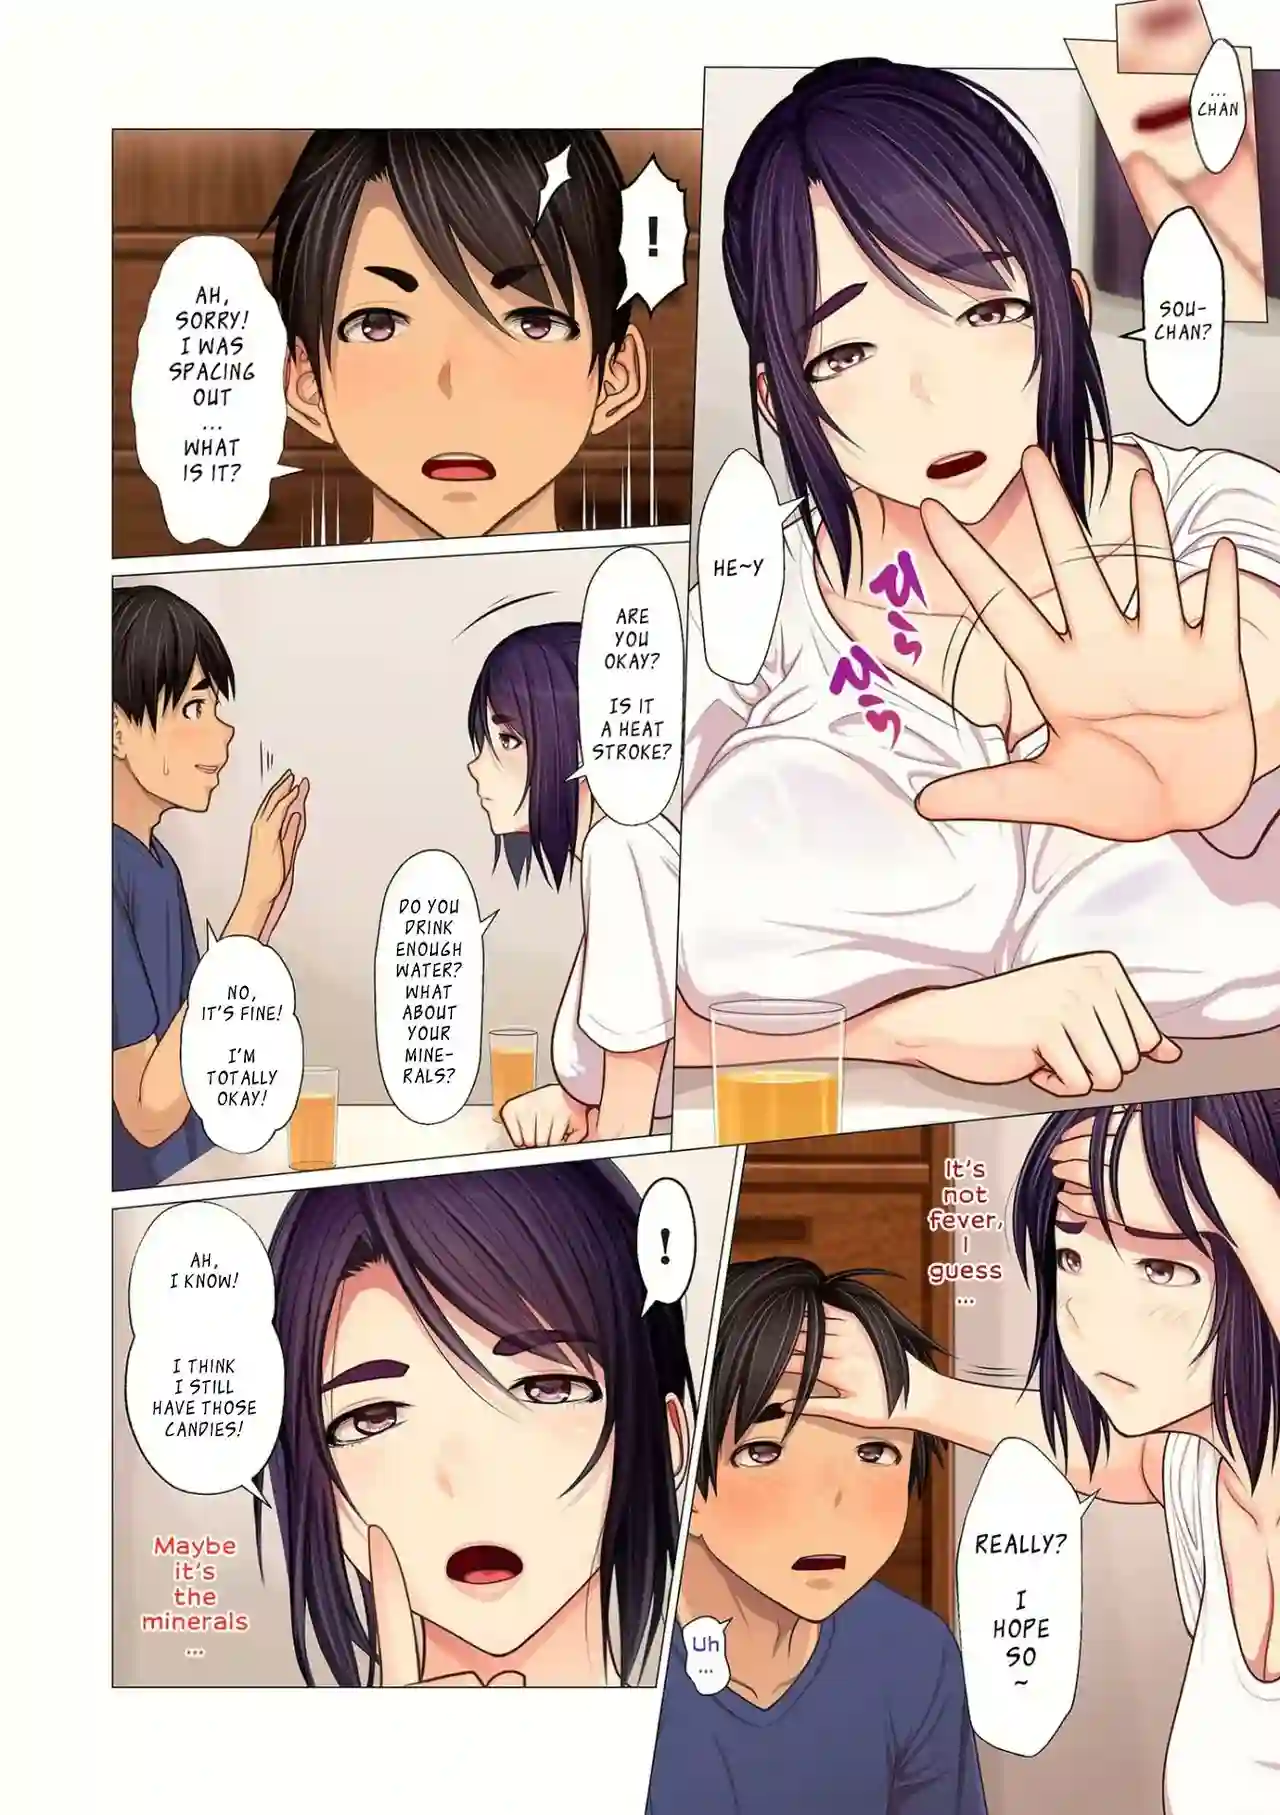 ...
CHAN
SOU-
CHAN?
HE~Y
!
AH,
SORRY!
I WAS
SPACING
OUT
...
WHAT
IS IT?
ARE
YOU
OKAY?
IS IT
A HEAT
STROKE?
DO YOU
DRINK
ENOUGH
WATER?
WHAT
ABOUT
YOUR
MINE-
RALS?
NO,
IT'S FINE!
I'M
TOTALLY
OKAY!
It's
not
fever,
I
guess
...
REALLY?
I
HOPE
SO
~
Uh
...
!
AH,
I KNOW!
I THINK
I STILL
HAVE THOSE
CANDIES!
Maybe
it's
the
minerals
...